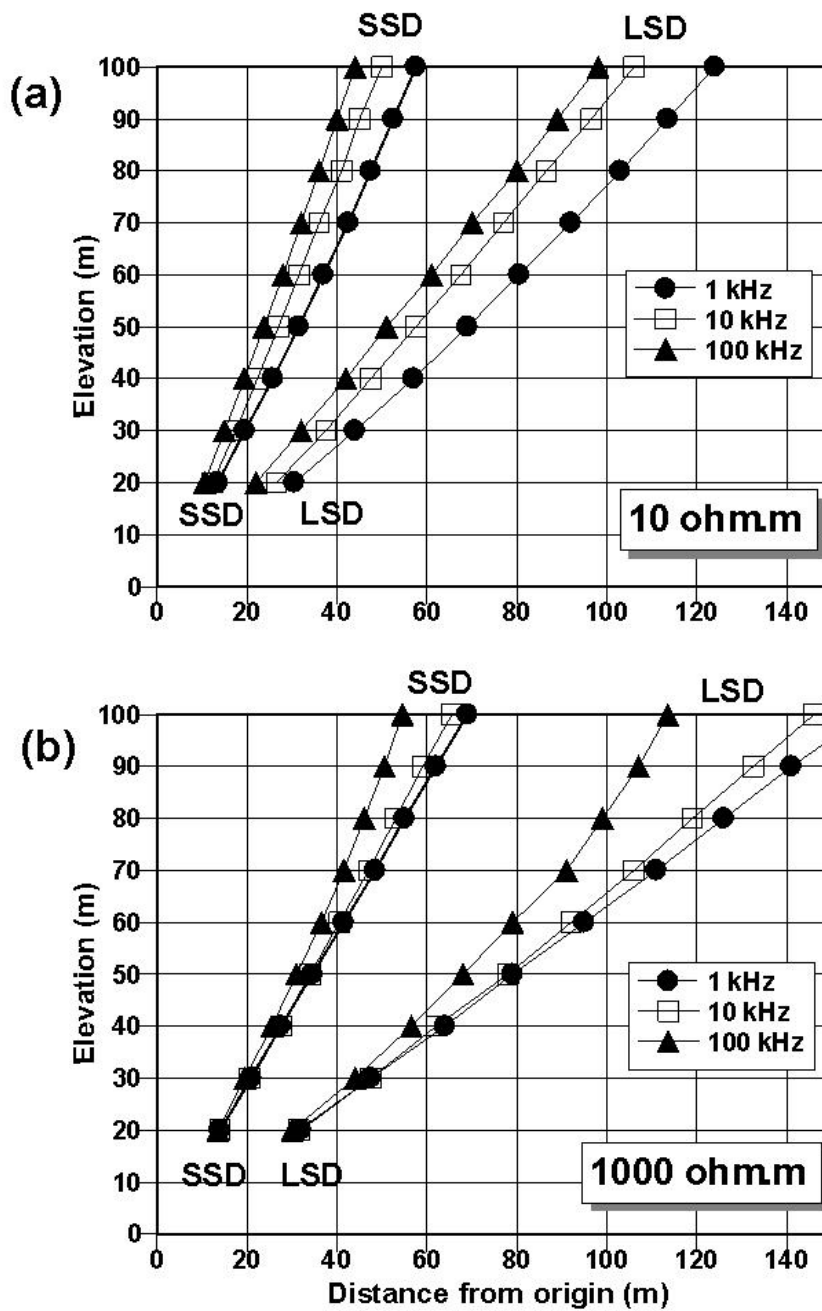 SSD LSD
(a)
100
90
80
70
60
50
40
30
20
10
0
Elevation (m)
1 kHz
10 kHz
100 kHz
SSD LSD
10 ohm.m
0 20 40 60 80 100 120 140
SSD LSD
(b)
100
90
80
70
60
50
40
30
20
10
0
Elevation (m)
1 kHz
10 kHz
100 kHz
SSD LSD
1000 ohm.m
0 20 40 60 80 100 120 140
Distance from origin (m)